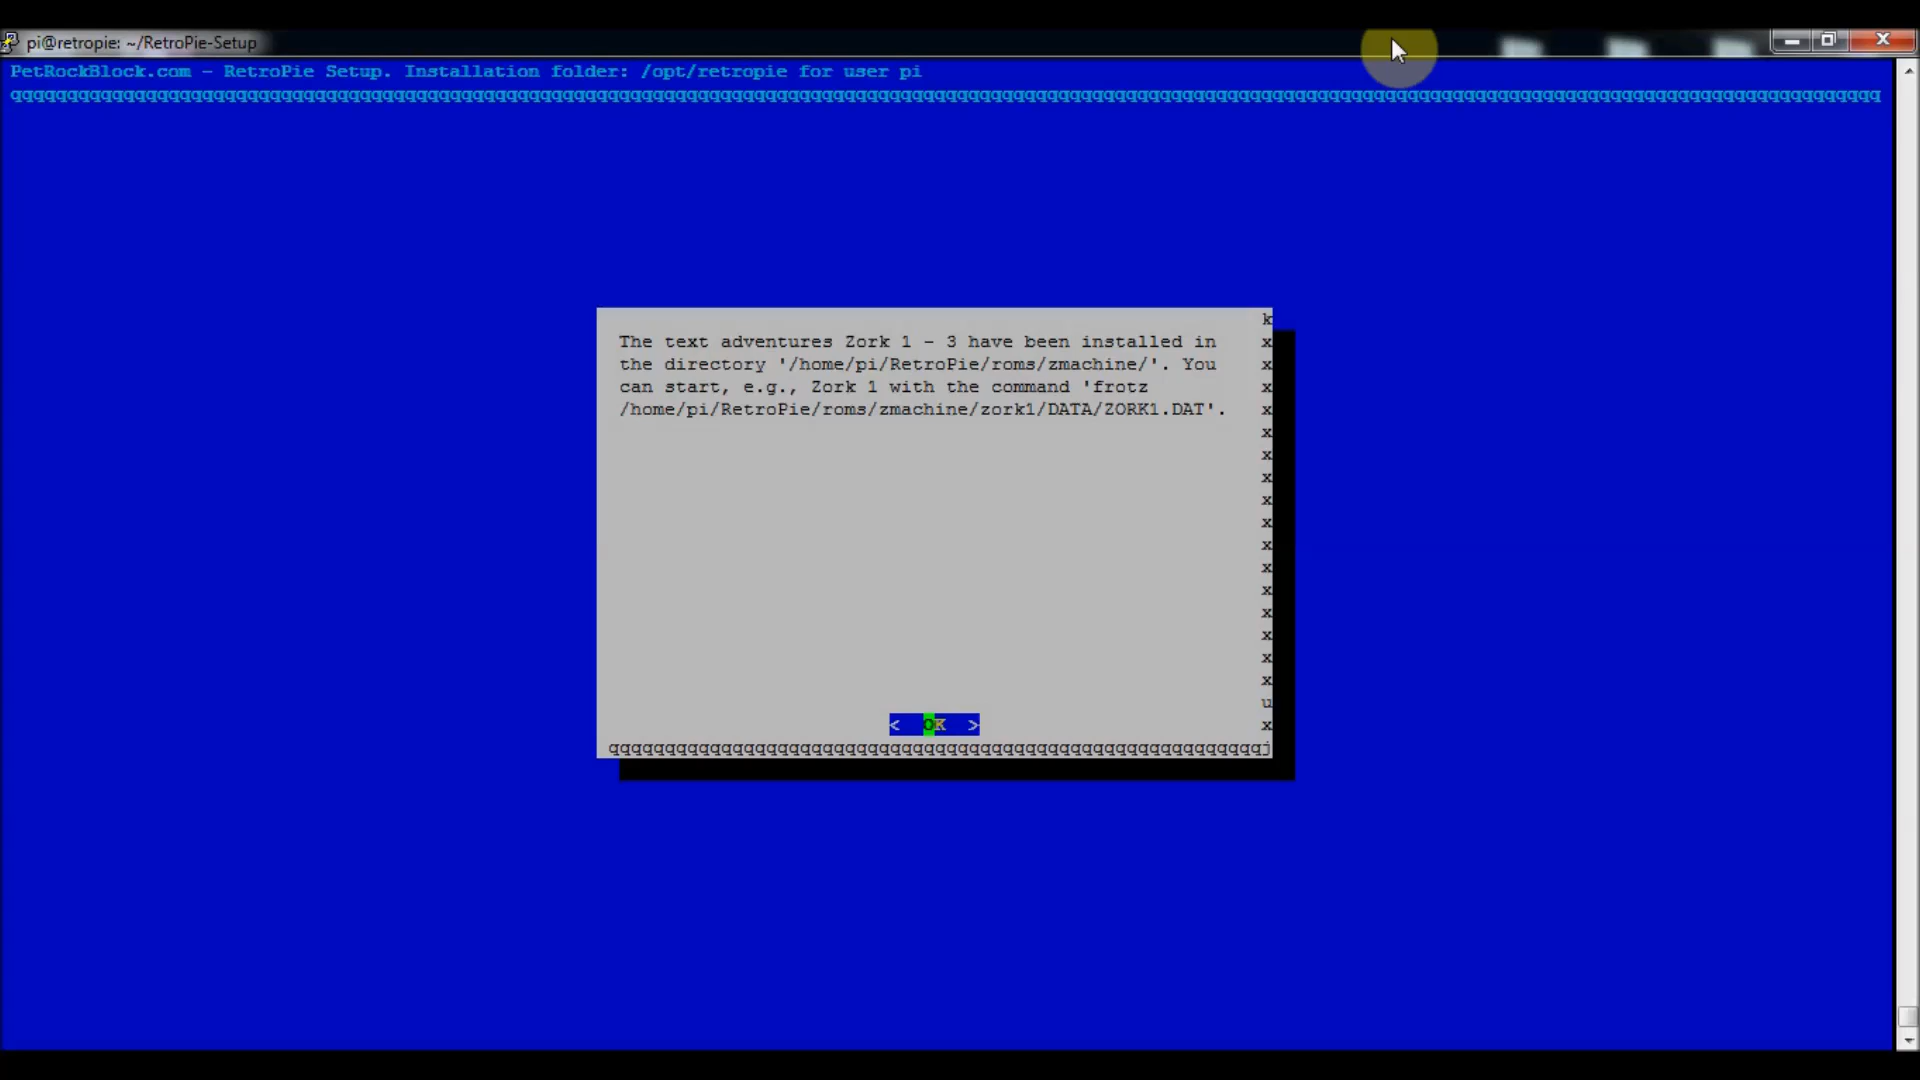 pi@retropie: ~/RetroPie-Setup
PetRockBlock.com - RetroPie Setup. Installation folder: /opt/retropie for user pi
qqqqqqqqqqqqqqqqqqqqqqqqqqqqqqqqqqqqqqqqqqqqqqqqqqqqqqqqqqqqqqqqqqqqqqqqqqqqqqqqqqqqqqqqqqqqqqqqqqqqqqqqqqqqqqqqqqqqqqqqqqqqqqqqqqqqqqqqqqqqqqqqqqqqqqqqqqqqqqqqqqqqqq
k
The text adventures Zork 1 - 3 have been installed in x
the directory '/home/pi/RetroPie/roms/zmachine/'. You x
can start, e.g., Zork 1 with the command 'frotz x
/home/pi/RetroPie/roms/zmachine/zork1/DATA/ZORK1.DAT'. x
x
x
x
x
x
x
x
x
x
x
x
x
u
< OK > x
qqqqqqqqqqqqqqqqqqqqqqqqqqqqqqqqqqqqqqqqqqqqqqqqqqqqqqqqqqj